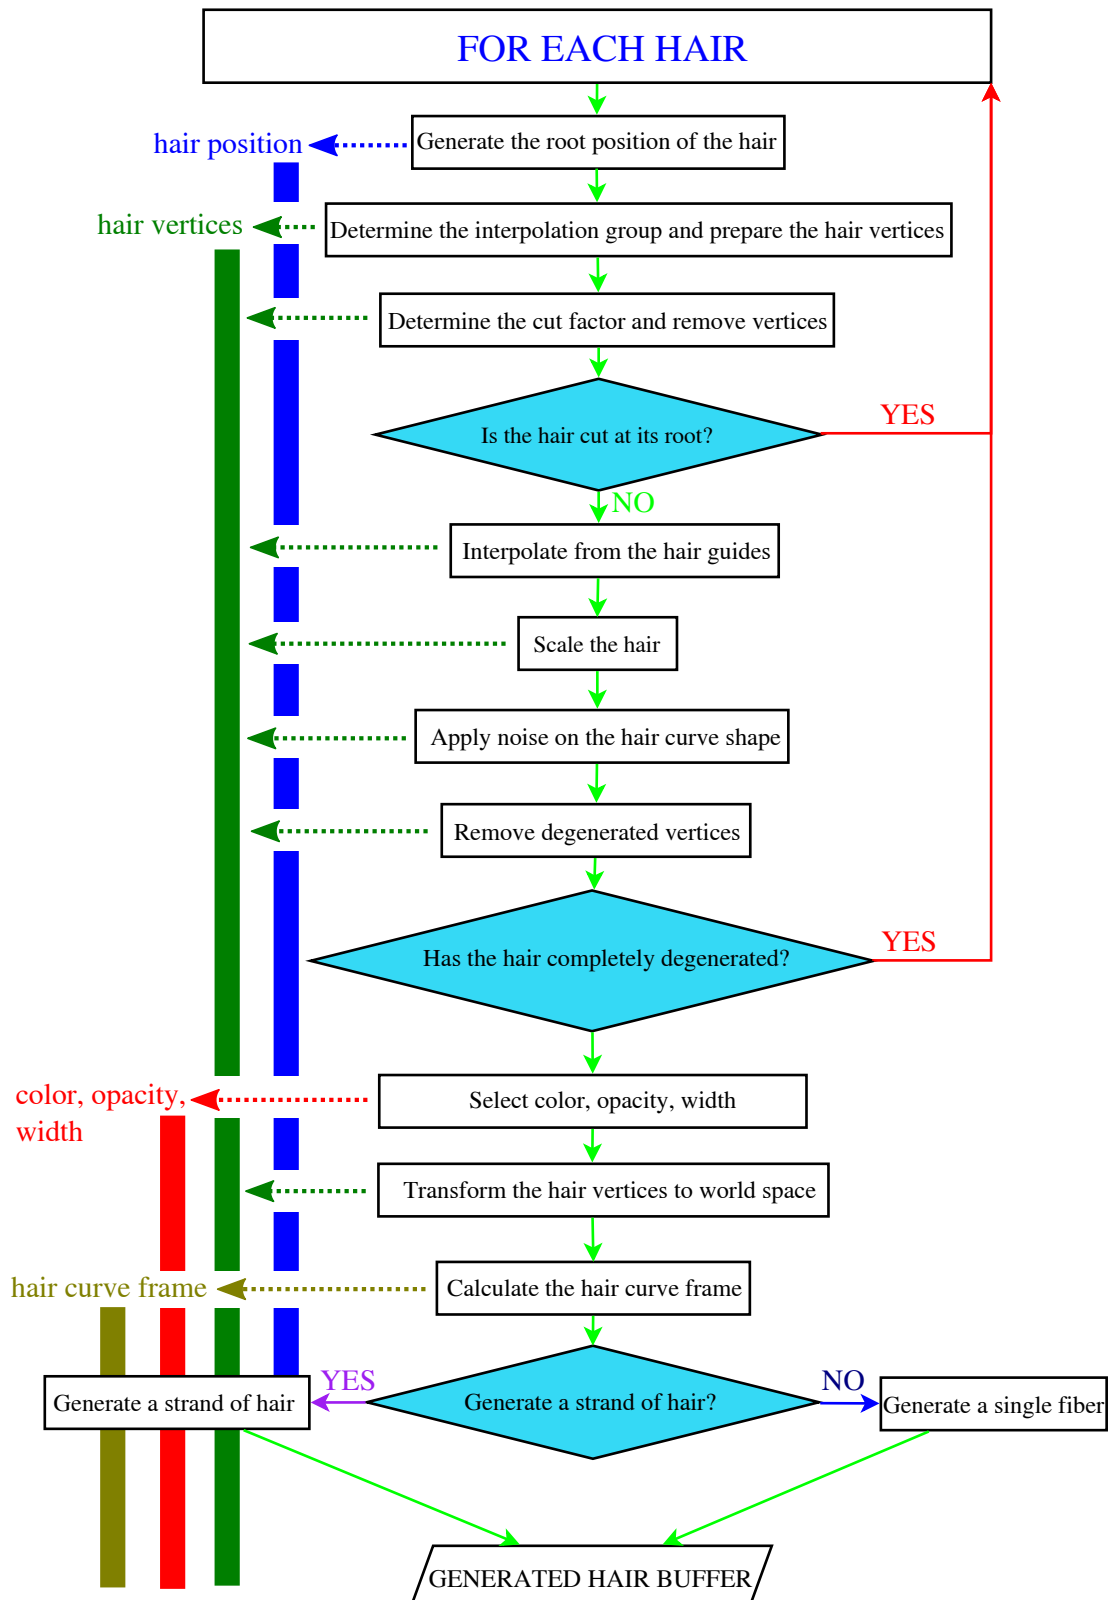 FOR EACH HAIR
Generate the root position of the hair
hair position
Determine the interpolation group and prepare the hair vertices
hair vertices
Determine the cut factor and remove vertices
Is the hair cut at its root?
YES
NO
Interpolate from the hair guides
Scale the hair
Apply noise on the hair curve shape
Remove degenerated vertices
Has the hair completely degenerated?
YES
color, opacity,
width
Select color, opacity, width
Transform the hair vertices to world space
hair curve frame
Calculate the hair curve frame
Generate a strand of hair
YES
Generate a strand of hair?
NO
Generate a single fiber
GENERATED HAIR BUFFER